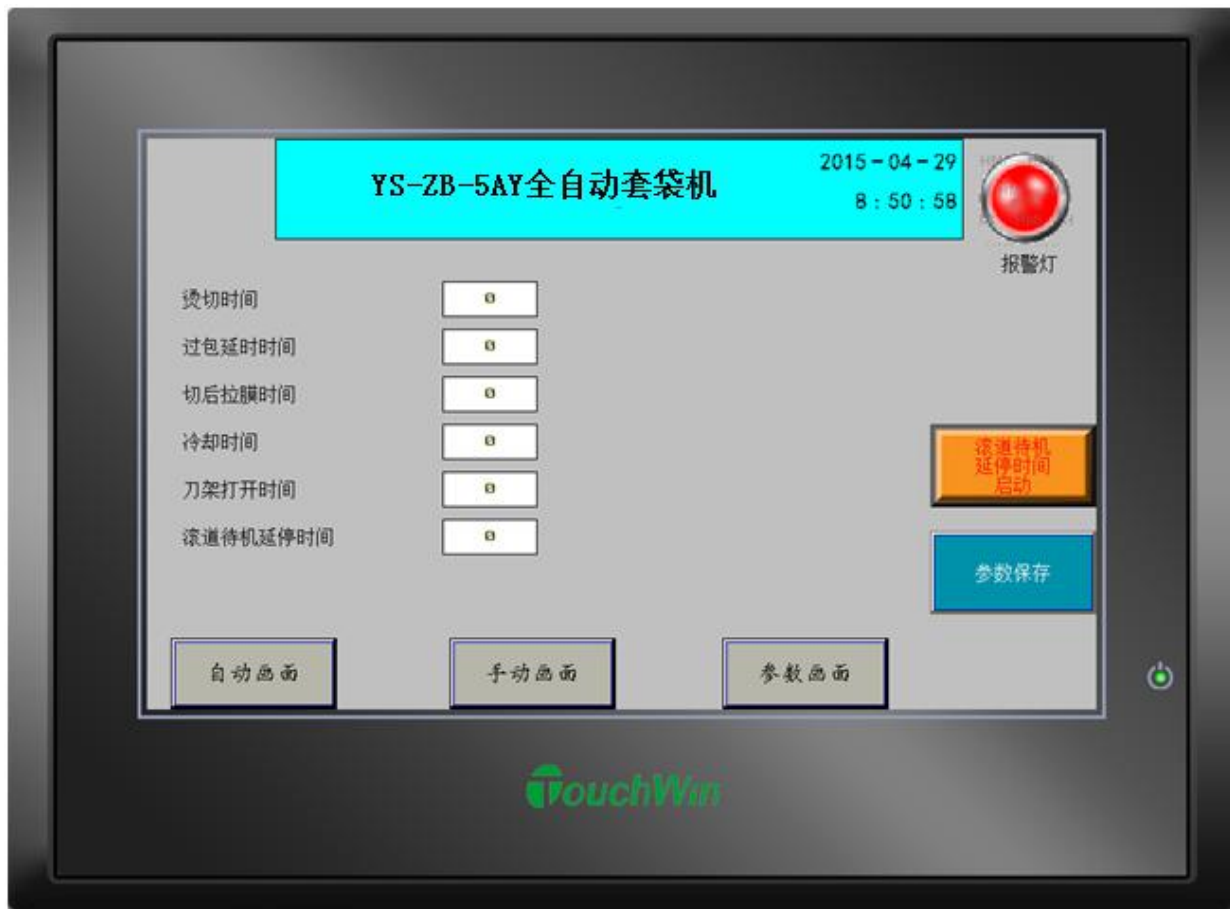 YS-ZB-5AY全自动套袋机
2015-04-29
8:50:58
报警灯
烫切时间 0
过包延时时间 0
切后拉膜时间 0
冷却时间 0
刀架打开时间 0
滚道待机延停时间 0
滚道待机
延停时间
启动
参数保存
自动画面
手动画面
参数画面
TouchWin